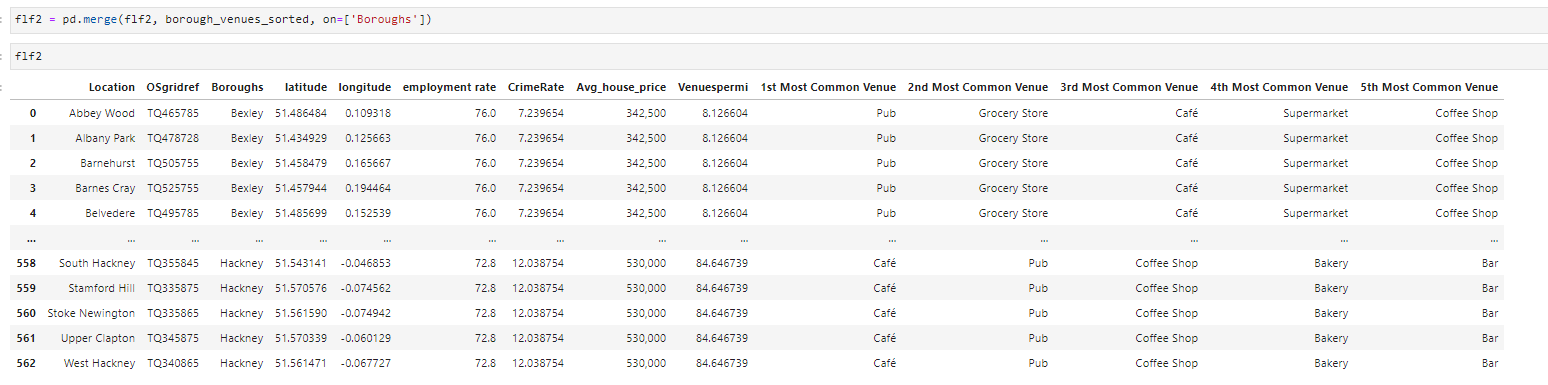 flf2 = pd.merge(flf2, borough_venues_sorted, on=['Boroughs'])
flf2
Location OSgridref Boroughs latitude longitude employment rate CrimeRate Avg_house_price Venuespermi 1st Most Common Venue 2nd Most Common Venue 3rd Most Common Venue 4th Most Common Venue 5th Most Common Venue
0 Abbey Wood TQ465785 Bexley 51.486484 0.109318 76.0 7.239654 342,500 8.126604 Pub Grocery Store Café Supermarket Coffee Shop
1 Albany Park TQ478728 Bexley 51.434929 0.125663 76.0 7.239654 342,500 8.126604 Pub Grocery Store Café Supermarket Coffee Shop
2 Barnehurst TQ505755 Bexley 51.458479 0.165667 76.0 7.239654 342,500 8.126604 Pub Grocery Store Café Supermarket Coffee Shop
3 Barnes Cray TQ525755 Bexley 51.457944 0.194464 76.0 7.239654 342,500 8.126604 Pub Grocery Store Café Supermarket Coffee Shop
4 Belvedere TQ495785 Bexley 51.485699 0.152539 76.0 7.239654 342,500 8.126604 Pub Grocery Store Café Supermarket Coffee Shop
... ... ... ... ... ... ... ... ... ... ... ... ... ... ...
558 South Hackney TQ355845 Hackney 51.543141 -0.046853 72.8 12.038754 530,000 84.646739 Café Pub Coffee Shop Bakery Bar
559 Stamford Hill TQ335875 Hackney 51.570576 -0.074562 72.8 12.038754 530,000 84.646739 Café Pub Coffee Shop Bakery Bar
560 Stoke Newington TQ335865 Hackney 51.561590 -0.074942 72.8 12.038754 530,000 84.646739 Café Pub Coffee Shop Bakery Bar
561 Upper Clapton TQ345875 Hackney 51.570339 -0.060129 72.8 12.038754 530,000 84.646739 Café Pub Coffee Shop Bakery Bar
562 West Hackney TQ340865 Hackney 51.561471 -0.067727 72.8 12.038754 530,000 84.646739 Café Pub Coffee Shop Bakery Bar